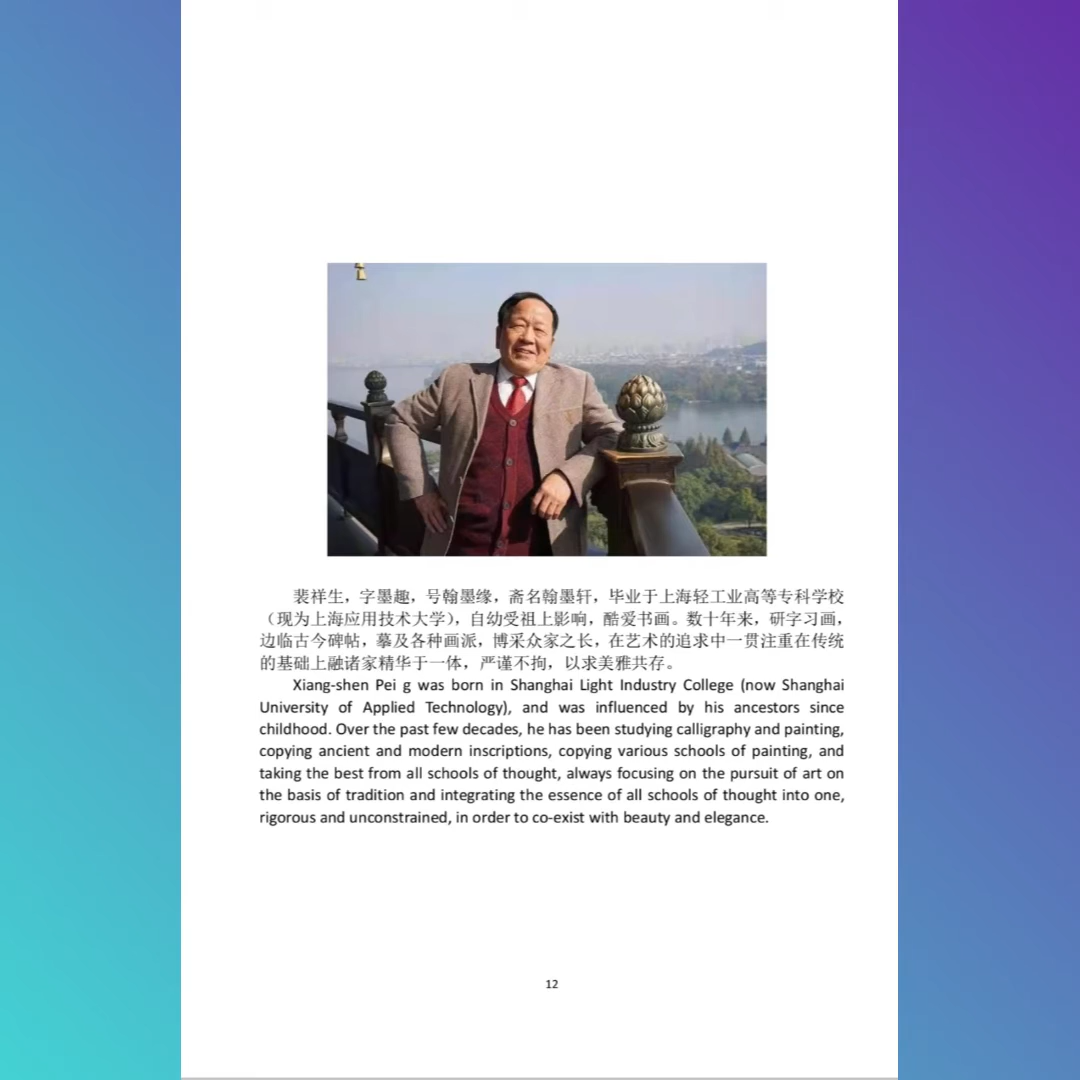 裴祥生，字墨趣，号翰墨缘，斋名翰墨轩，毕业于上海轻工业高等专科学校
（现为上海应用技术大学），自幼受祖上影响，酷爱书画。数十年来，研字习画，
边临古今碑帖，摹及各种画派，博采众家之长，在艺术的追求中一贯注重在传统
的基础上融诸家精华于一体，严谨不拘，以求美雅共存。
Xiang-shen Pei g was born in Shanghai Light Industry College (now Shanghai
University of Applied Technology), and was influenced by his ancestors since
childhood. Over the past few decades, he has been studying calligraphy and painting,
copying ancient and modern inscriptions, copying various schools of painting, and
taking the best from all schools of thought, always focusing on the pursuit of art on
the basis of tradition and integrating the essence of all schools of thought into one,
rigorous and unconstrained, in order to co-exist with beauty and elegance.
12